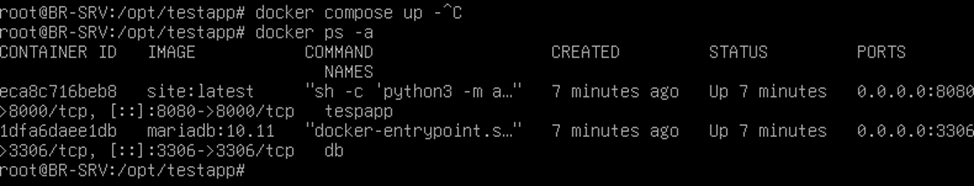 root@BR-SRV:/opt/testapp# docker compose up -^C
root@BR-SRV:/opt/testapp# docker ps -a
CONTAINER ID   IMAGE           COMMAND                  CREATED         STATUS         PORTS
                               NAMES
eca8c716beb8   site:latest     "sh -c 'python3 -m a…"   7 minutes ago   Up 7 minutes   0.0.0.0:8080
>8000/tcp, [::]:8080->8000/tcp   tespapp
1dfa6daee1db   mariadb:10.11   "docker-entrypoint.s…"   7 minutes ago   Up 7 minutes   0.0.0.0:3306
>3306/tcp, [::]:3306->3306/tcp   db
root@BR-SRV:/opt/testapp#